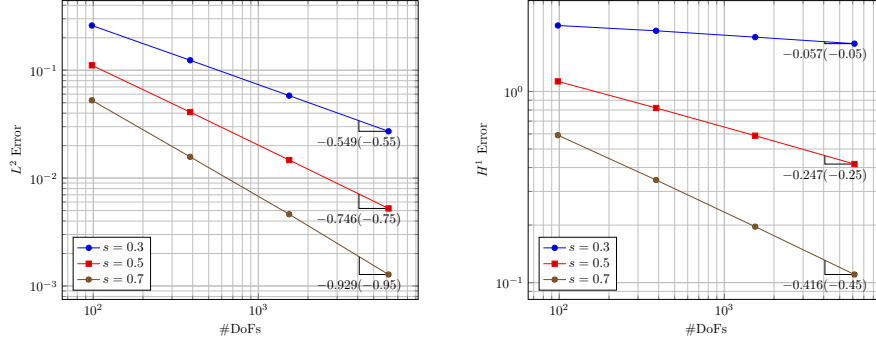 10^{-1}
10^{-2}
10^{-3}
L^2 Error
−0.549(−0.55)
−0.746(−0.75)
−0.929(−0.95)
s = 0.3
s = 0.5
s = 0.7
10^2
10^3
#DoFs
10^0
10^{-1}
H^1 Error
−0.057(−0.05)
−0.247(−0.25)
−0.416(−0.45)
s = 0.3
s = 0.5
s = 0.7
10^2
10^3
#DoFs